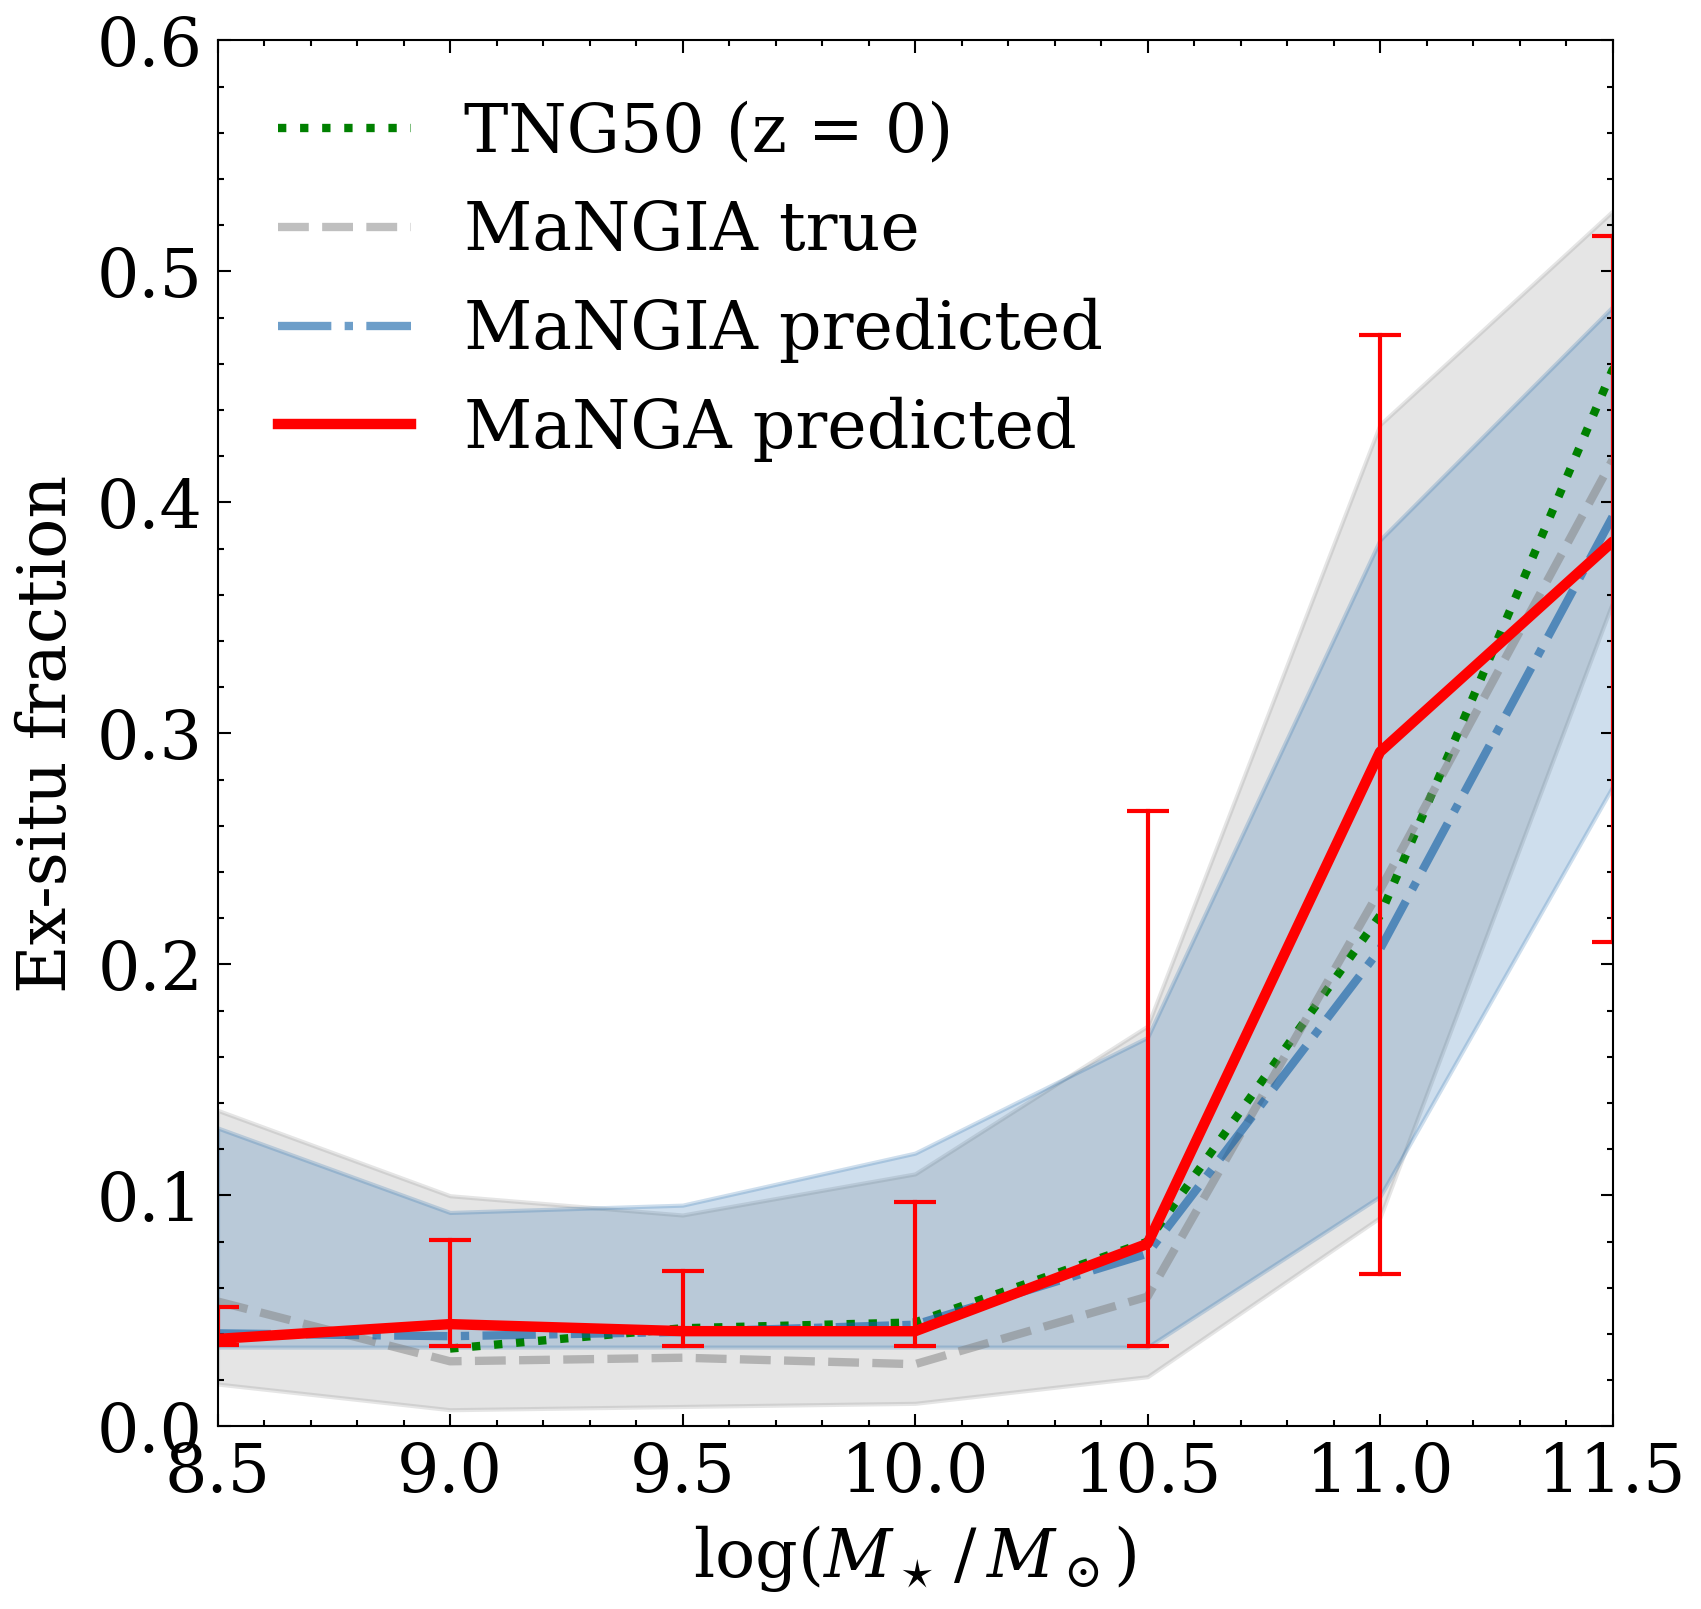 TNG50 (z = 0)
MaNGIA true
MaNGIA predicted
MaNGA predicted
Ex-situ fraction
0.6
0.5
0.4
0.3
0.2
0.1
0.0
8.5 9.0 9.5 10.0 10.5 11.0 11.5
log(M⋆/M⊙)